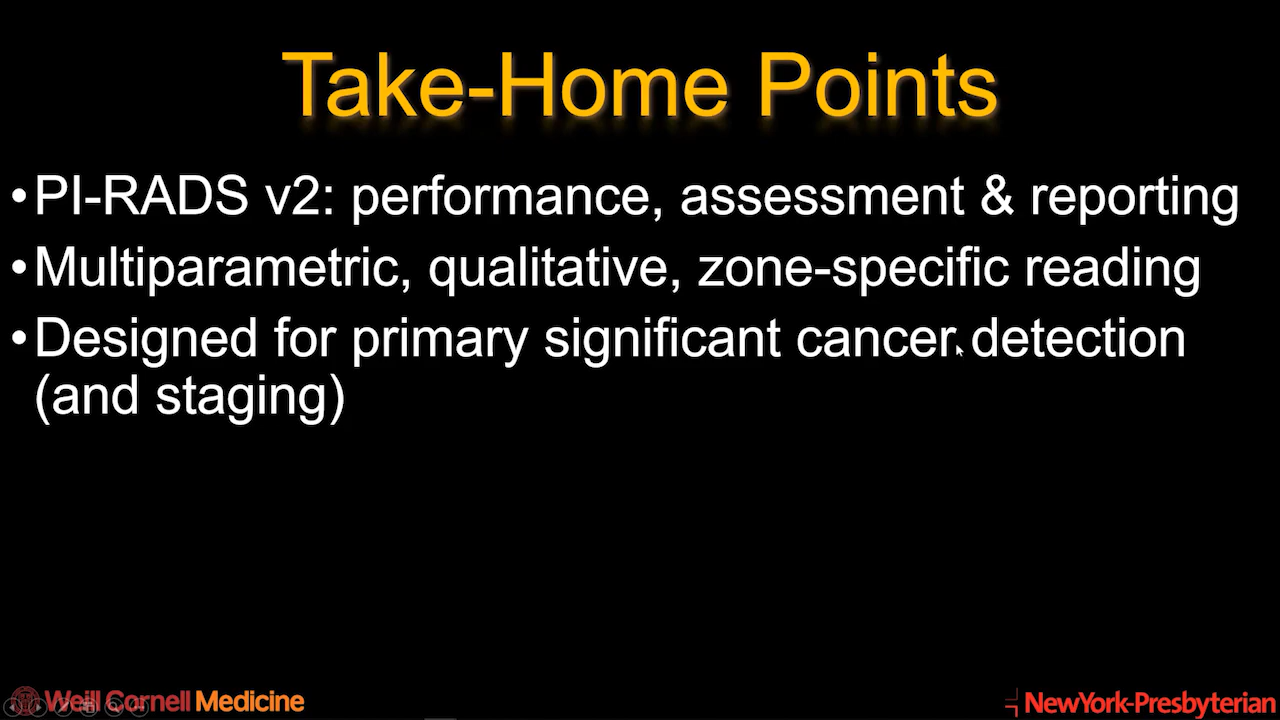 Take-Home Points
•PI-RADS v2: performance, assessment & reporting
•Multiparametric, qualitative, zone-specific reading
•Designed for primary significant cancer detection
(and staging)
Weill Cornell Medicine
NewYork-Presbyterian